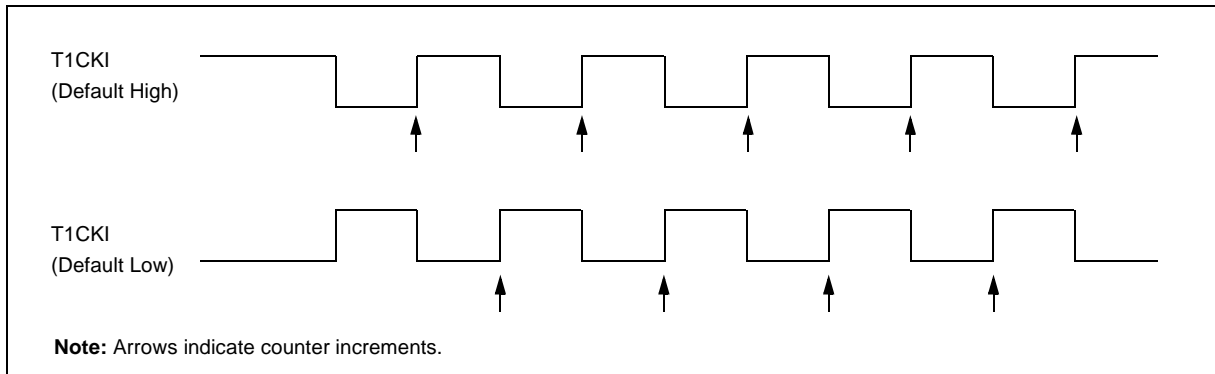 T1CKI
(Default High)
T1CKI
(Default Low)
Note: Arrows indicate counter increments.